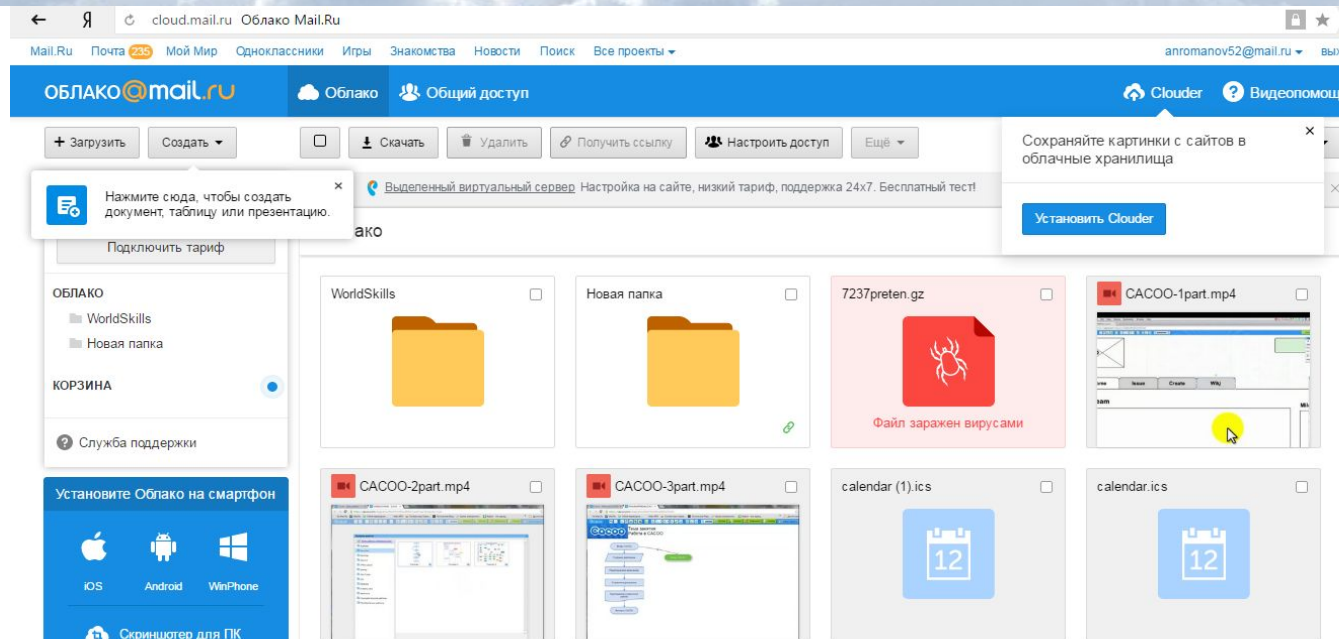 Я cloud.mail.ru Облако Mail.Ru
Mail.Ru Почта 235 Мой Мир Одноклассники Игры Знакомства Новости Поиск Все проекты anromanov52@mail.ru вы
ОБЛАКО@mail.ru Облако Общий доступ Clouder Видеопомощ
+ Загрузить Создать Скачать Удалить Получить ссылку Настроить доступ Ещё
Сохраняйте картинки с сайтов в
облачные хранилища
Установить Clouder
Нажмите сюда, чтобы создать
документ, таблицу или презентацию.
Выделенный виртуальный сервер Настройка на сайте, низкий тариф, поддержка 24x7. Бесплатный тест!
ако
Подключить тариф
ОБЛАКО
WorldSkills
Новая папка
КОРЗИНА
Служба поддержки
Установите Облако на смартфон
iOS Android WinPhone
Скриншотер для ПК
WorldSkills
Новая папка
7237preten.gz
Файл заражен вирусами
CACOO-1part.mp4
CACOO-2part.mp4
CACOO-3part.mp4
calendar (1).ics
12
calendar.ics
12